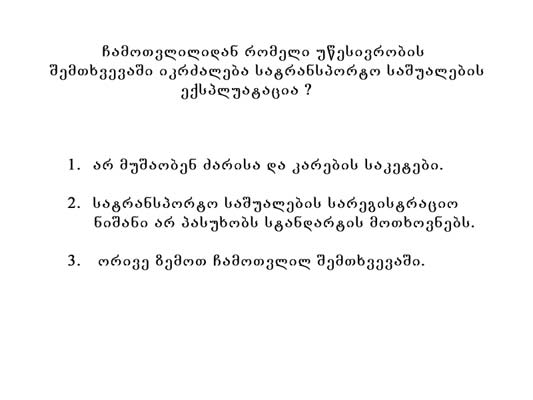 ჩამოთვლილიდან რომელი უწესივრობის
შემთხვევაში იკრძალება სატრანსპორტო საშუალების
ექსპლუატაცია ?
1. არ მუშაობენ ძარისა და კარების საკეტები.
2. სატრანსპორტო საშუალების სარეგისტრაციო
ნიშანი არ პასუხობს სტანდარტის მოთხოვნებს.
3. ორივე ზემოთ ჩამოთვლილ შემთხვევაში.